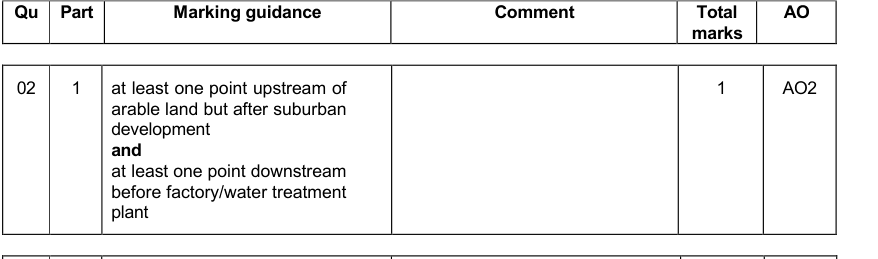 Qu Part Marking guidance Comment Total marks AO
02 1 at least one point upstream of 1 AO2
arable land but after suburban
development
and
at least one point downstream
before factory/water treatment
plant